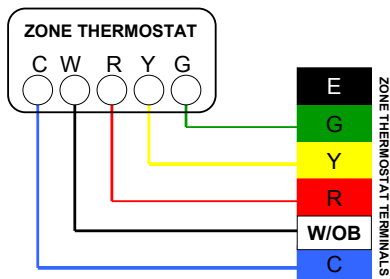 ZONE THERMOSTAT
C W R Y G
E
G
Y
R
W/OB
C
ZONE THERMOSTAT TERMINALS